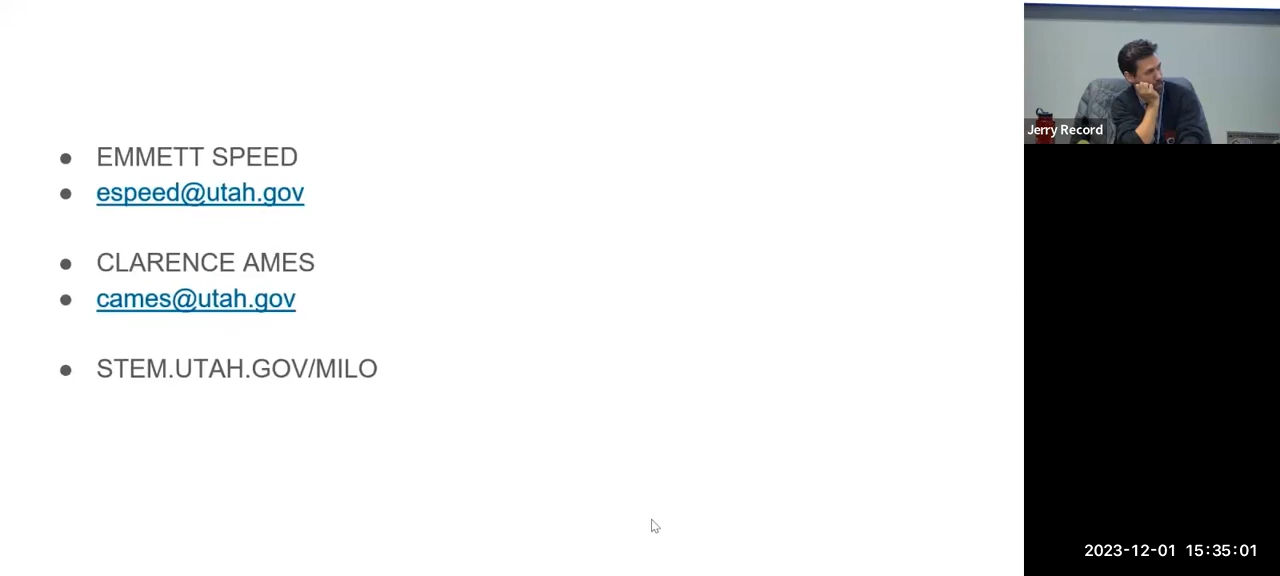 EMMETT SPEED
espeed@utah.gov
CLARENCE AMES
cames@utah.gov
STEM.UTAH.GOV/MILO
Jerry Record
2023-12-01 15:35:01